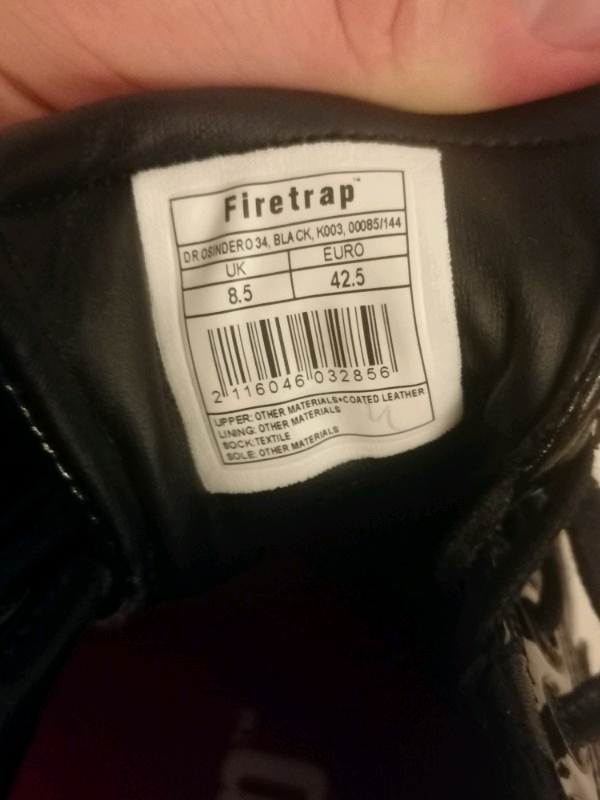 Firetrap™
DR OSINDERO 34, BLACK, K003, 00085/144
UK EURO
8.5 42.5
2 116046 032856
UPPER: OTHER MATERIALS+COATED LEATHER
LINING: OTHER MATERIALS
SOCK:TEXTILE
SOLE: OTHER MATERIALS